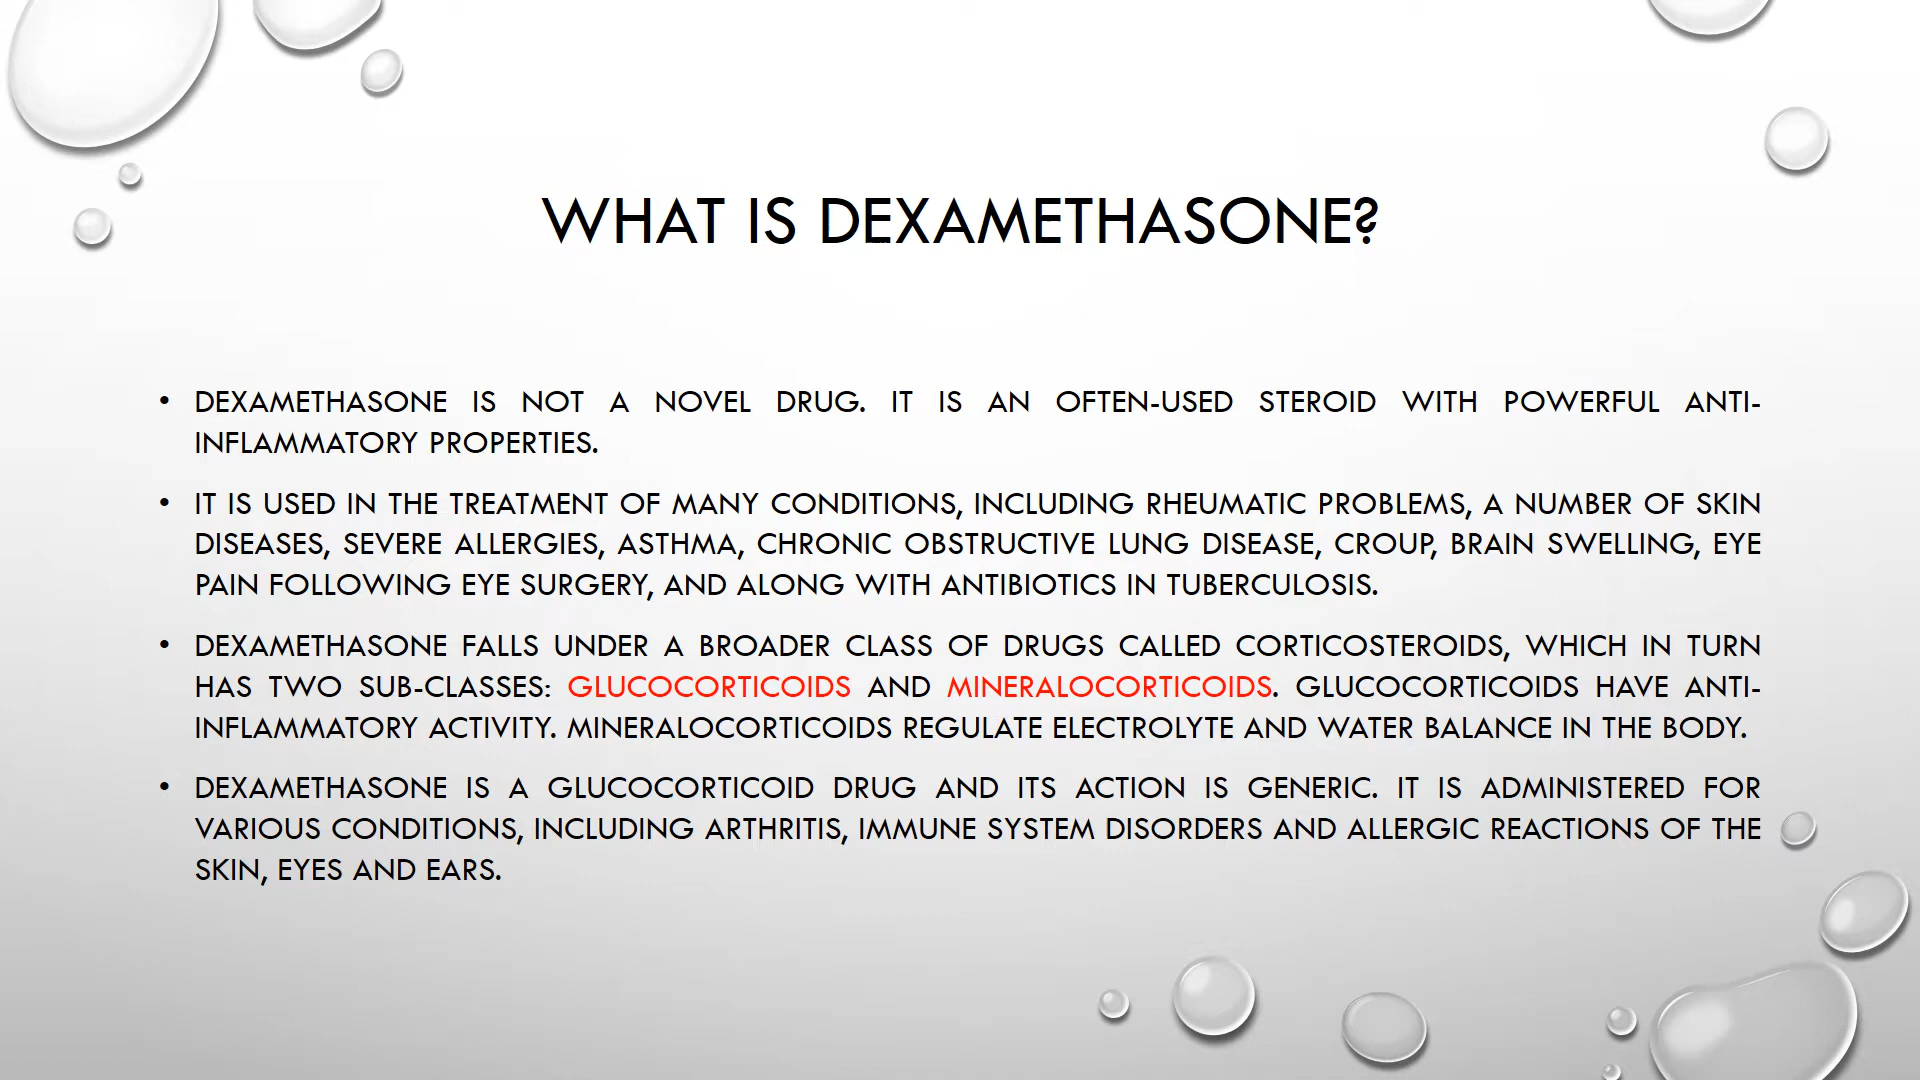 WHAT IS DEXAMETHASONE?
• DEXAMETHASONE IS NOT A NOVEL DRUG. IT IS AN OFTEN-USED STEROID WITH POWERFUL ANTI-
INFLAMMATORY PROPERTIES.
• IT IS USED IN THE TREATMENT OF MANY CONDITIONS, INCLUDING RHEUMATIC PROBLEMS, A NUMBER OF SKIN
DISEASES, SEVERE ALLERGIES, ASTHMA, CHRONIC OBSTRUCTIVE LUNG DISEASE, CROUP, BRAIN SWELLING, EYE
PAIN FOLLOWING EYE SURGERY, AND ALONG WITH ANTIBIOTICS IN TUBERCULOSIS.
• DEXAMETHASONE FALLS UNDER A BROADER CLASS OF DRUGS CALLED CORTICOSTEROIDS, WHICH IN TURN
HAS TWO SUB-CLASSES: GLUCOCORTICOIDS AND MINERALOCORTICOIDS. GLUCOCORTICOIDS HAVE ANTI-
INFLAMMATORY ACTIVITY. MINERALOCORTICOIDS REGULATE ELECTROLYTE AND WATER BALANCE IN THE BODY.
• DEXAMETHASONE IS A GLUCOCORTICOID DRUG AND ITS ACTION IS GENERIC. IT IS ADMINISTERED FOR
VARIOUS CONDITIONS, INCLUDING ARTHRITIS, IMMUNE SYSTEM DISORDERS AND ALLERGIC REACTIONS OF THE
SKIN, EYES AND EARS.